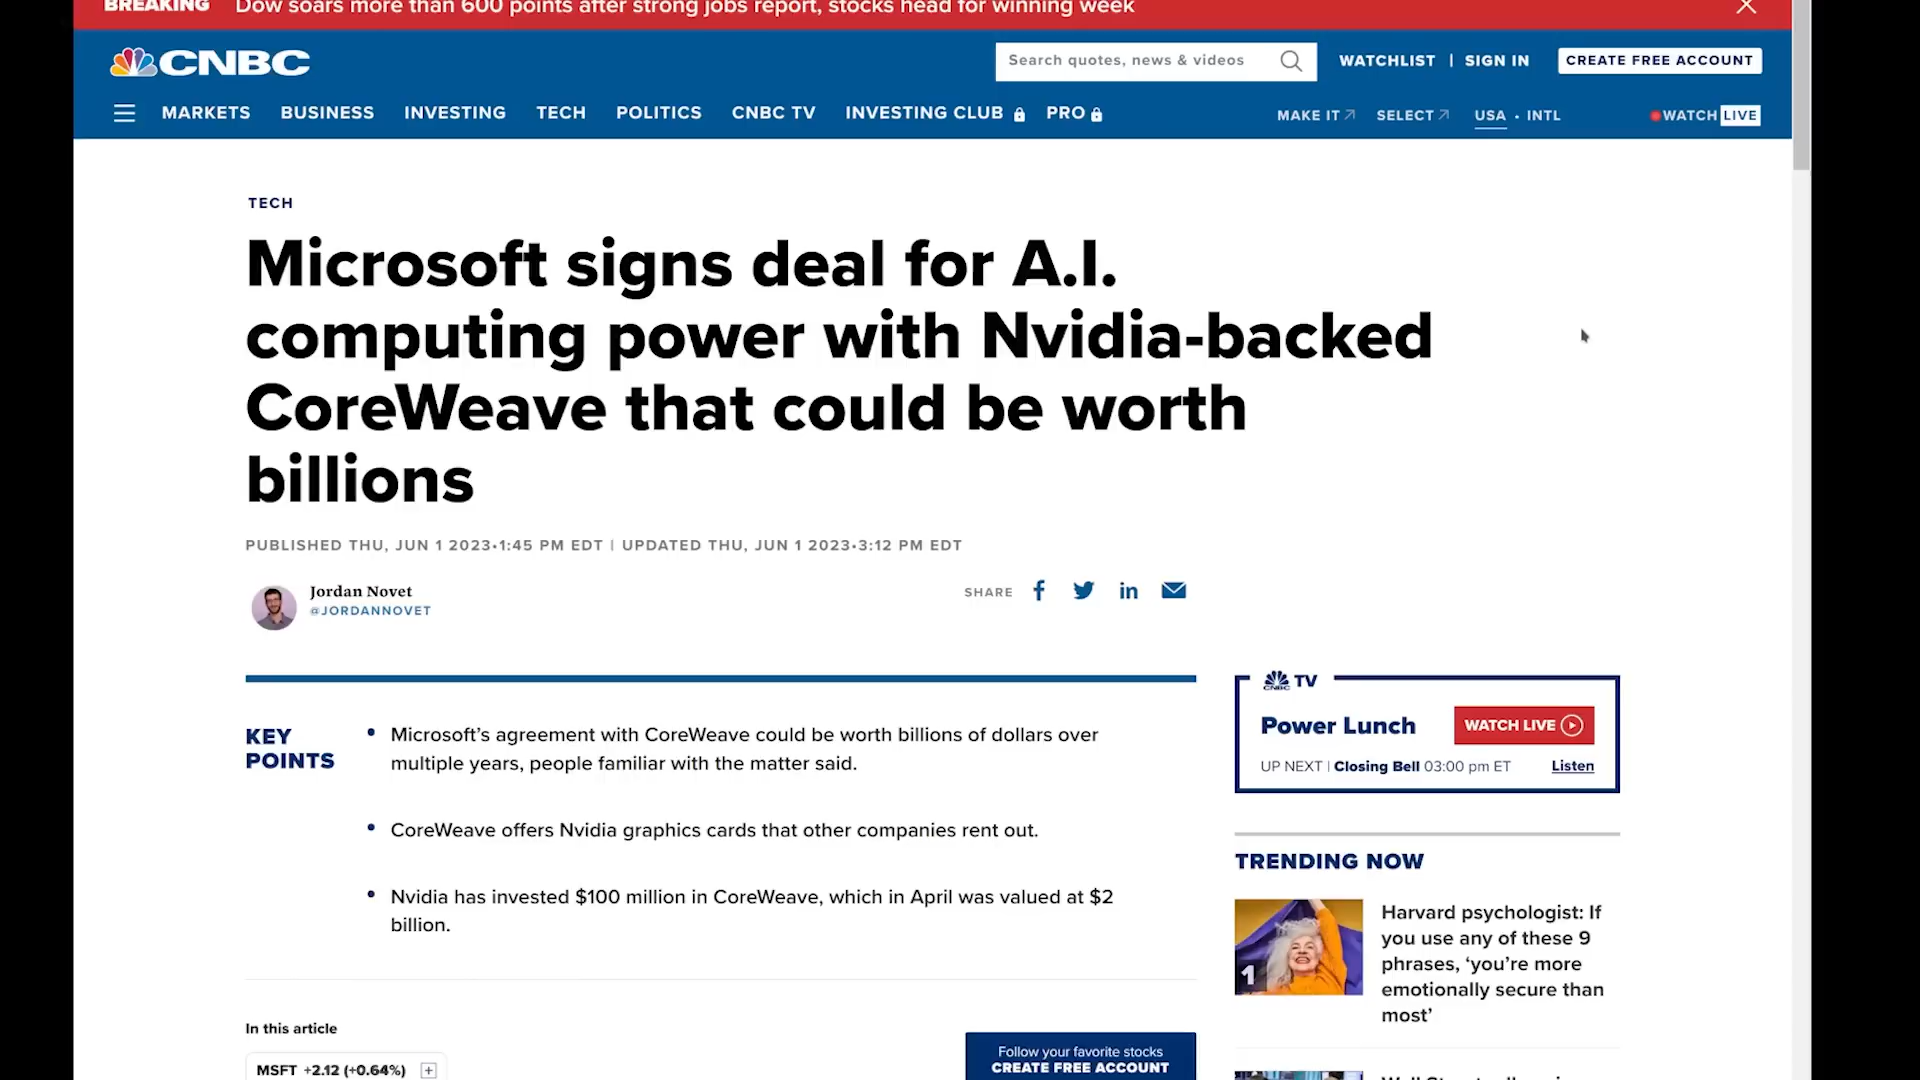 BREAKING Dow soars more than 600 points after strong jobs report, stocks head for winning week
CNBC
Search quotes, news & videos
WATCHLIST | SIGN IN
CREATE FREE ACCOUNT
MARKETS BUSINESS INVESTING TECH POLITICS CNBC TV INVESTING CLUB PRO
MAKE IT SELECT USA • INTL
WATCH LIVE
TECH
Microsoft signs deal for A.I.
computing power with Nvidia-backed
CoreWeave that could be worth
billions
PUBLISHED THU, JUN 1 2023•1:45 PM EDT | UPDATED THU, JUN 1 2023•3:12 PM EDT
Jordan Novet
@JORDANNOVET
SHARE
KEY
POINTS
Microsoft’s agreement with CoreWeave could be worth billions of dollars over
multiple years, people familiar with the matter said.
CoreWeave offers Nvidia graphics cards that other companies rent out.
Nvidia has invested $100 million in CoreWeave, which in April was valued at $2
billion.
In this article
MSFT +2.12 (+0.64%)
Follow your favorite stocks
CREATE FREE ACCOUNT
CNBC TV
Power Lunch
WATCH LIVE
UP NEXT | Closing Bell 03:00 pm ET
Listen
TRENDING NOW
1
Harvard psychologist: If
you use any of these 9
phrases, ‘you’re more
emotionally secure than
most’